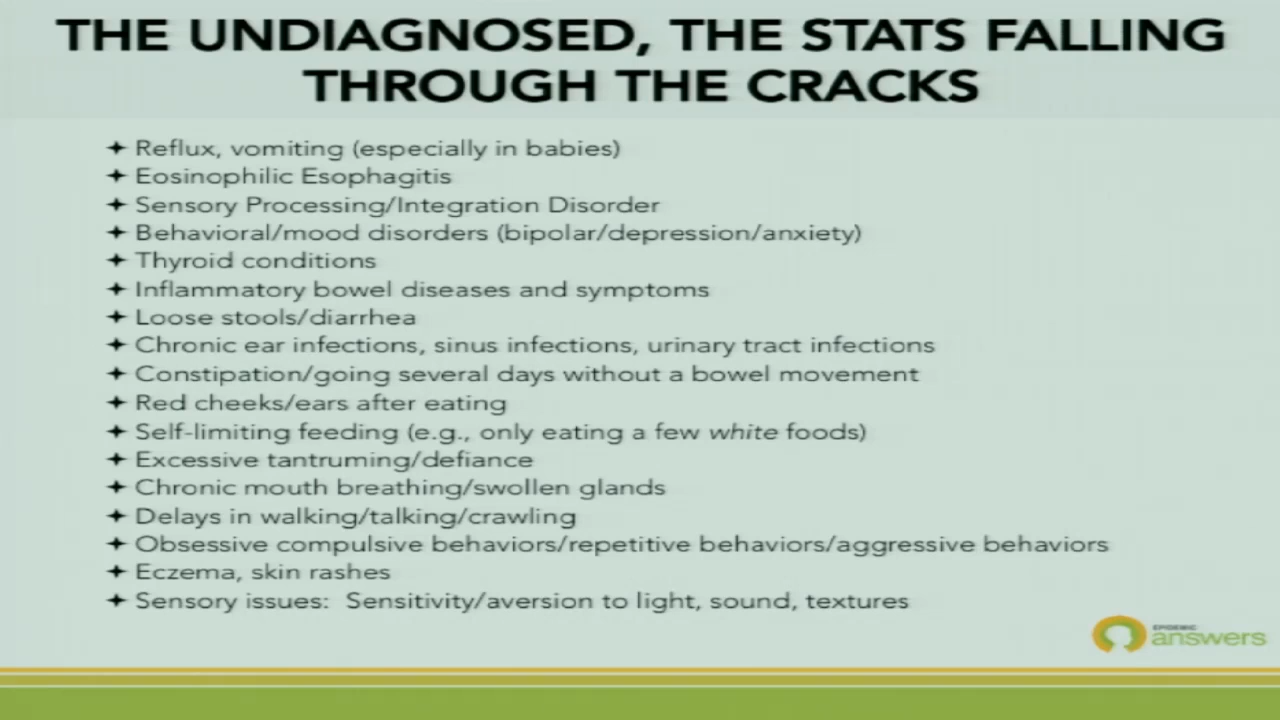 THE UNDIAGNOSED, THE STATS FALLING
THROUGH THE CRACKS
Reflux, vomiting (especially in babies)
Eosinophilic Esophagitis
Sensory Processing/Integration Disorder
Behavioral/mood disorders (bipolar/depression/anxiety)
Thyroid conditions
Inflammatory bowel diseases and symptoms
Loose stools/diarrhea
Chronic ear infections, sinus infections, urinary tract infections
Constipation/going several days without a bowel movement
Red cheeks/ears after eating
Self-limiting feeding (e.g., only eating a few white foods)
Excessive tantruming/defiance
Chronic mouth breathing/swollen glands
Delays in walking/talking/crawling
Obsessive compulsive behaviors/repetitive behaviors/aggressive behaviors
Eczema, skin rashes
Sensory issues:  Sensitivity/aversion to light, sound, textures
EPIDEMIC
answers